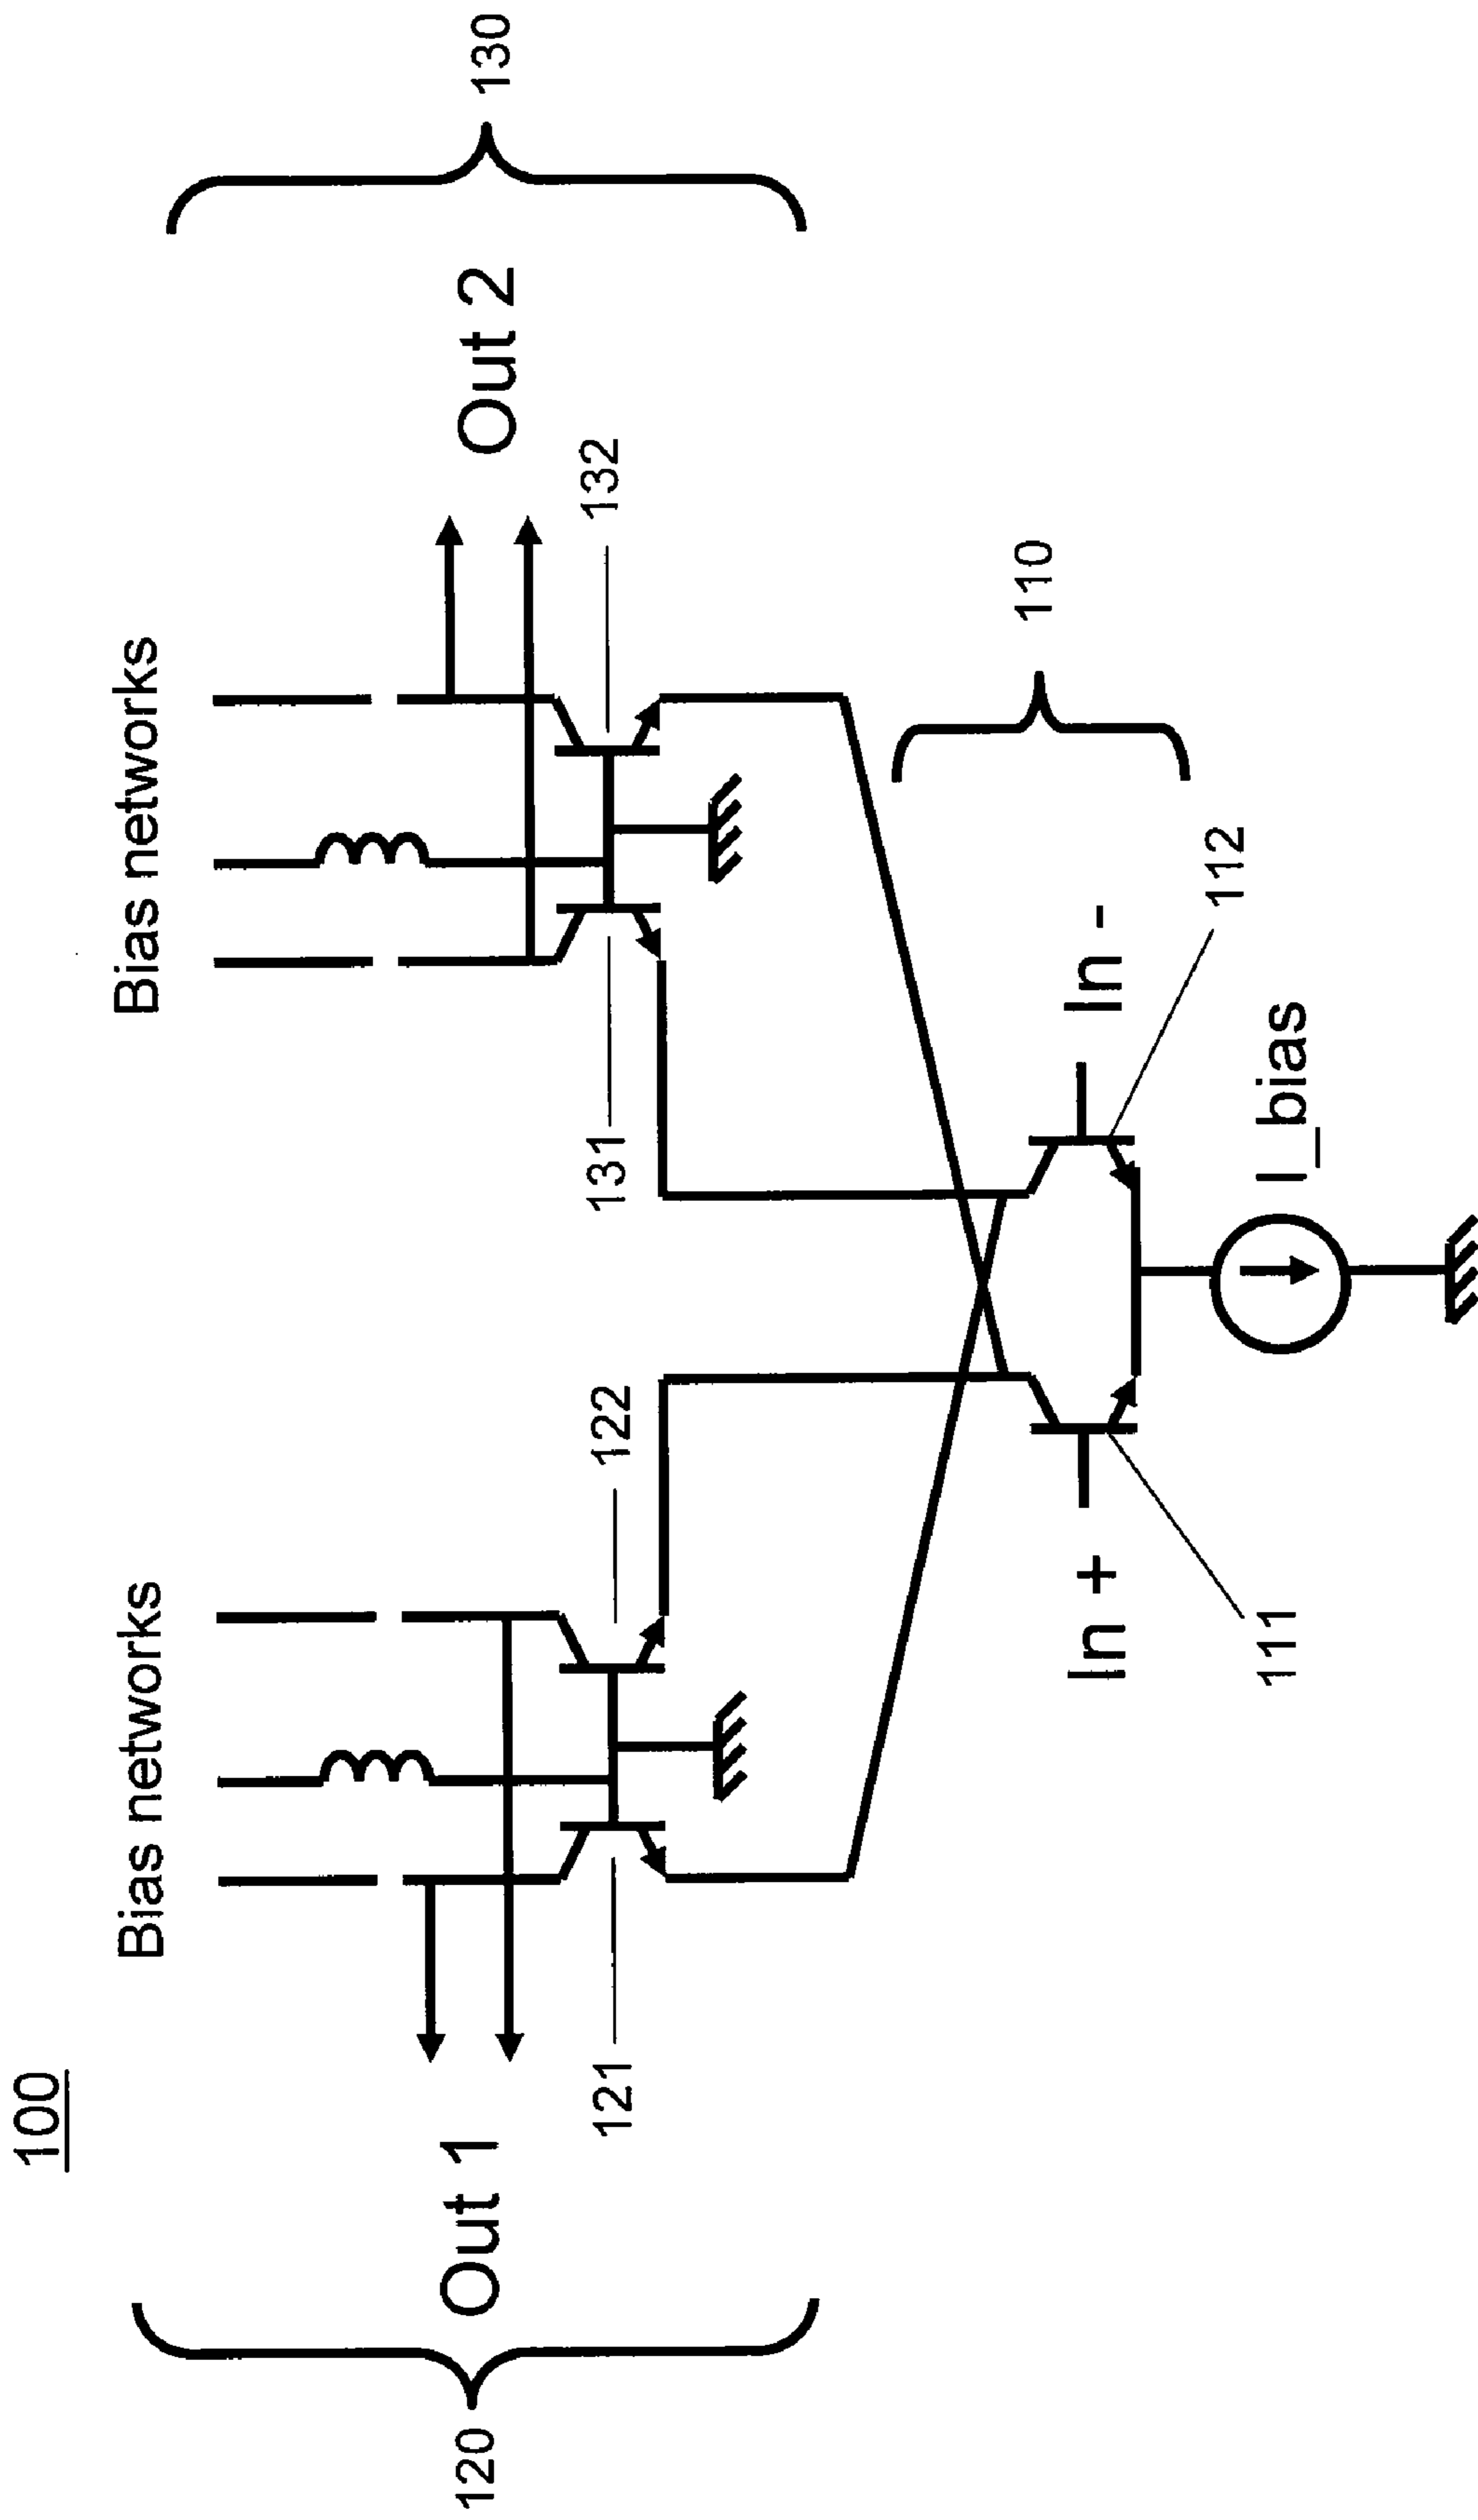 100
Bias networks
Bias networks
120
Out 1
Out 2
130
121
122
131
132
110
In +
In -
111
112
I_bias